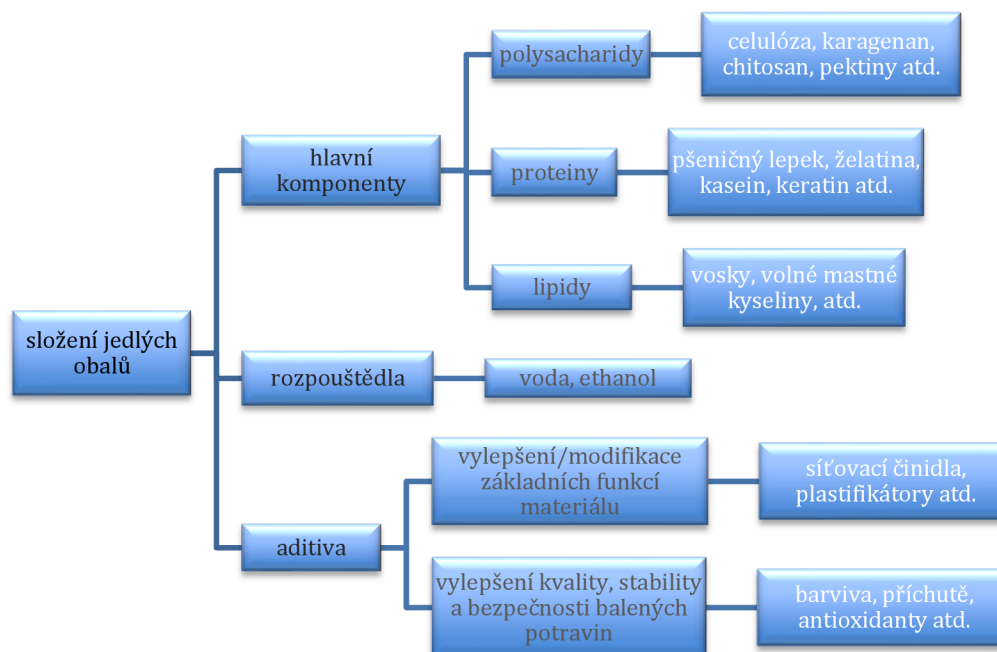 složení jedlých
obalů
hlavní
komponenty
polysacharidy
celulóza, karagenan,
chitosan, pektiny atd.
proteiny
pšeničný lepek, želatina,
kasein, keratin atd.
lipidy
vosky, volné mastné
kyseliny, atd.
rozpouštědla
voda, ethanol
aditiva
vylepšení/modifikace
základních funkcí
materiálu
síťovací činidla,
plastifikátory atd.
vylepšení kvality, stability
a bezpečnosti balených
potravin
barviva, příchutě,
antioxidanty atd.